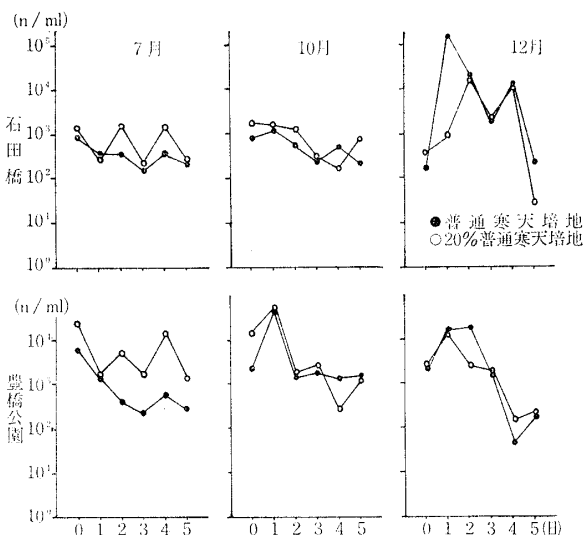 (n / ml)
7月
10月
12月
10⁵
10⁴
10³
10²
10¹
10⁰
石田橋
●普通寒天培地
○20%普通寒天培地
(n / ml)
10⁴
10³
10²
10¹
10⁰
豊橋公園
0 1 2 3 4 5
0 1 2 3 4 5
0 1 2 3 4 5(日)